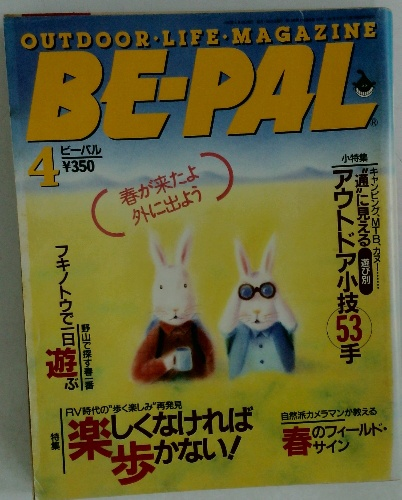 OUTDOOR・LIFE・MAGAZINE
BE-PAL
®
4
ビーパル
¥350
春が来たよ
外に出よう
小特集
キャンピング、MTB、カヌー……
“通”に見える
遊び別
アウトドア小技53手
フキノトウで一日遊ぶ
野山で探す春一番
RV時代の“歩く楽しみ”再発見
特集
楽しくなければ
歩かない!
自然派カメラマンが教える
春のフィールド・
サイン